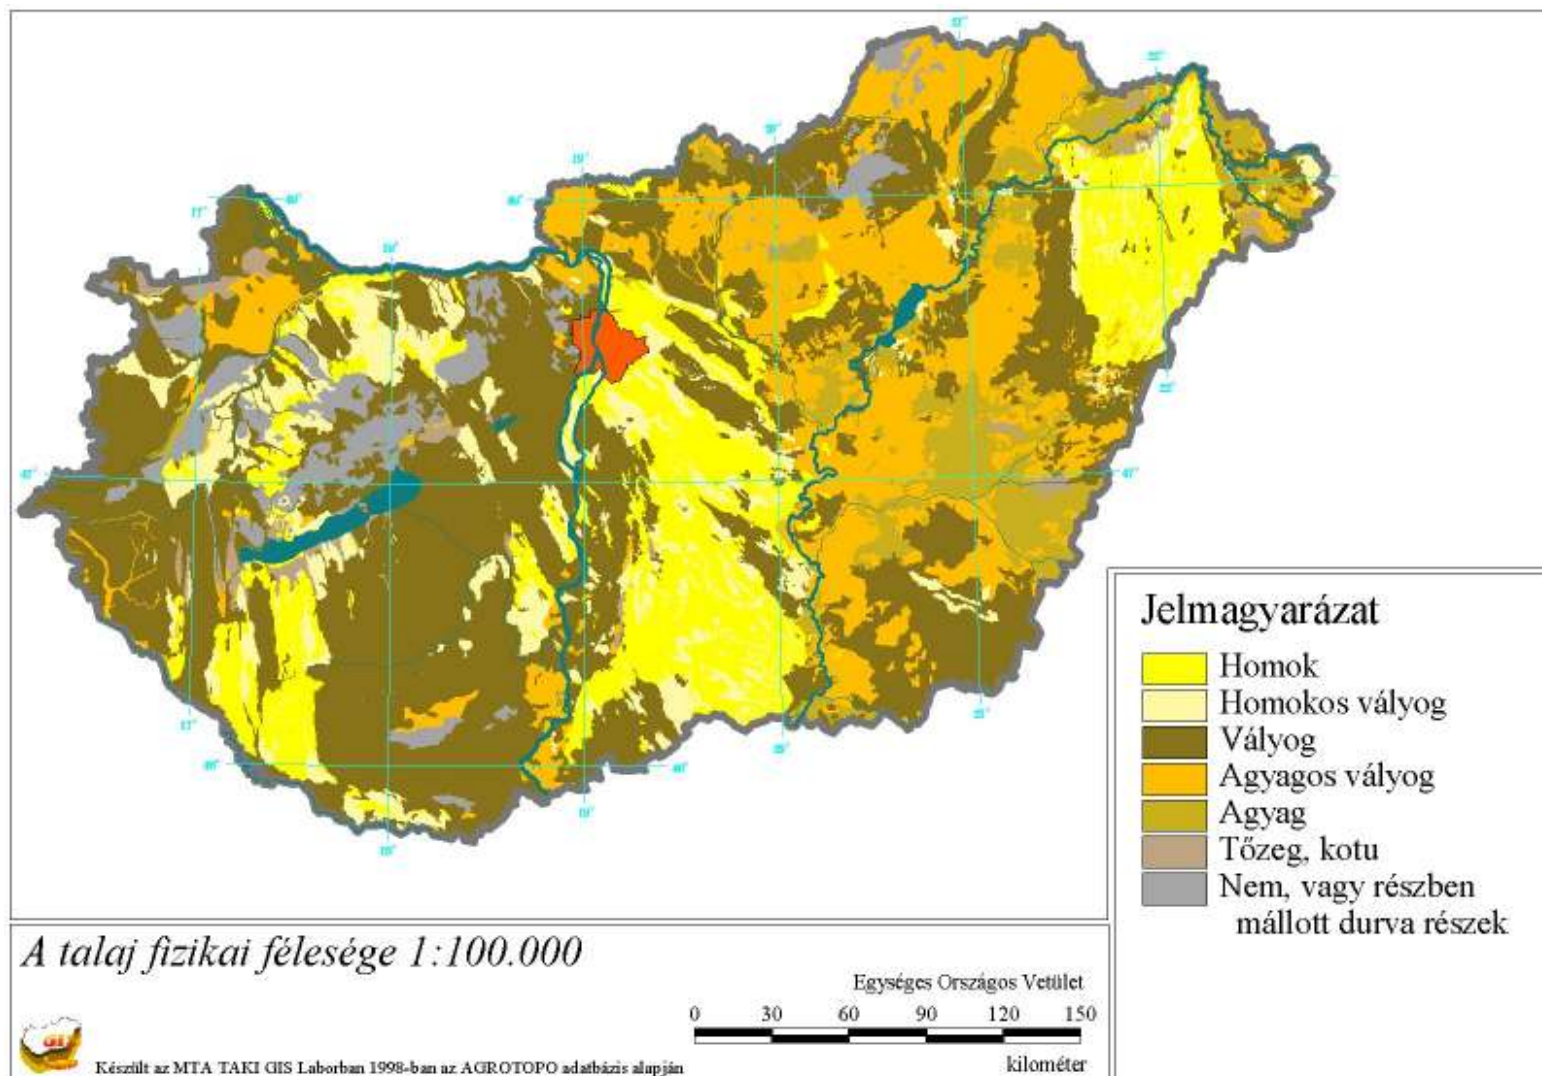 Jelmagyarázat
Homok
Homokos vályog
Vályog
Agyagos vályog
Agyag
Tőzeg, kotu
Nem, vagy részben
mállott durva részek
A talaj fizikai félesége 1:100.000
Egységes Országos Vetület
0 30 60 90 120 150
kilométer
GI
Készült az MTA TAKI GIS Laborban 1998-ban az AGROTOPO adatbázis alapján